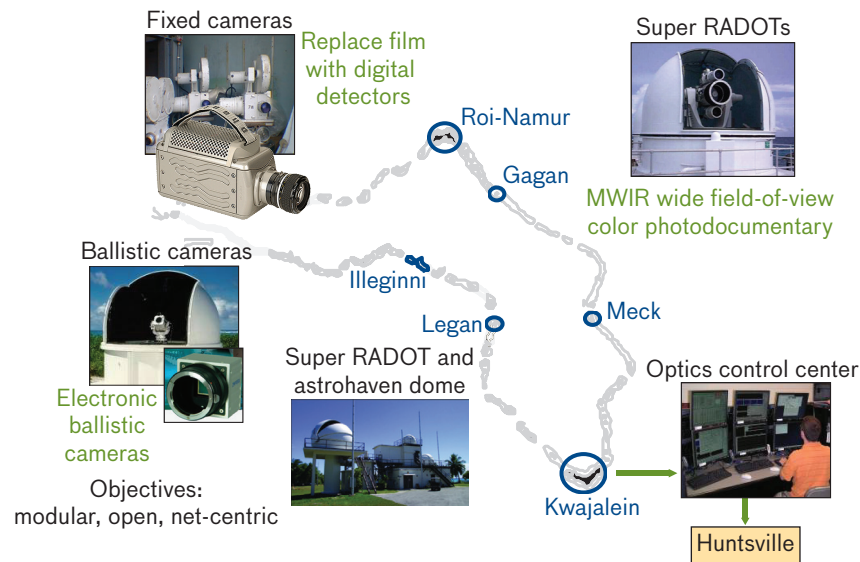 Fixed cameras
Replace film
with digital
detectors
Super RADOTs
MWIR wide field-of-view
color photodocumentary
Roi-Namur
Gagan
Ballistic cameras
Electronic
ballistic
cameras
Illeginni
Legan
Meck
Super RADOT and
astrohaven dome
Optics control center
Kwajalein
Huntsville
Objectives:
modular, open, net-centric